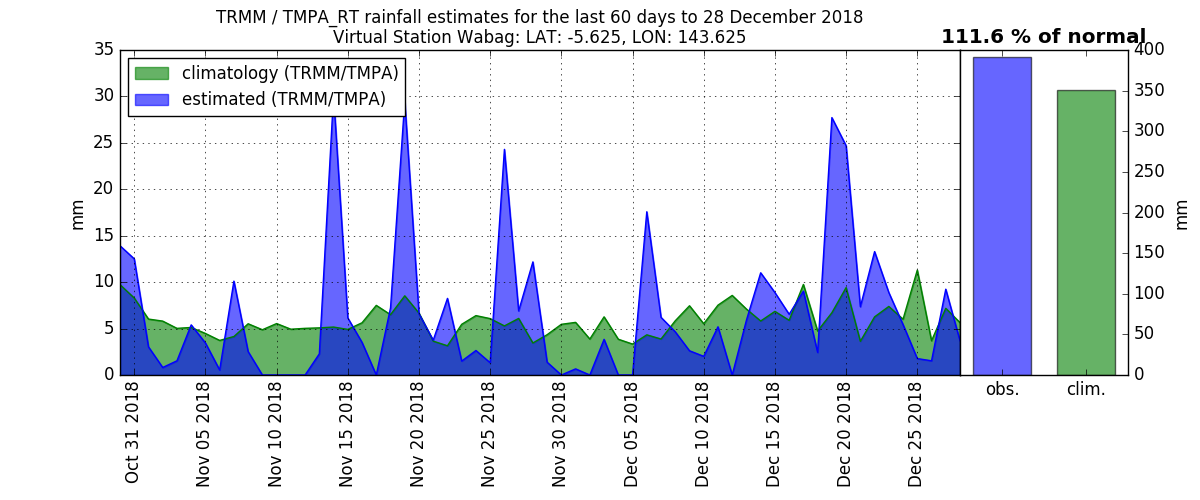 TRMM / TMPA_RT rainfall estimates for the last 60 days to 28 December 2018
Virtual Station Wabag: LAT: -5.625, LON: 143.625
111.6 % of normal
climatology (TRMM/TMPA)
estimated (TRMM/TMPA)
35
30
25
20
15
10
5
0
mm
400
350
300
250
200
150
100
50
0
mm
Oct 31 2018
Nov 05 2018
Nov 10 2018
Nov 15 2018
Nov 20 2018
Nov 25 2018
Nov 30 2018
Dec 05 2018
Dec 10 2018
Dec 15 2018
Dec 20 2018
Dec 25 2018
obs.
clim.